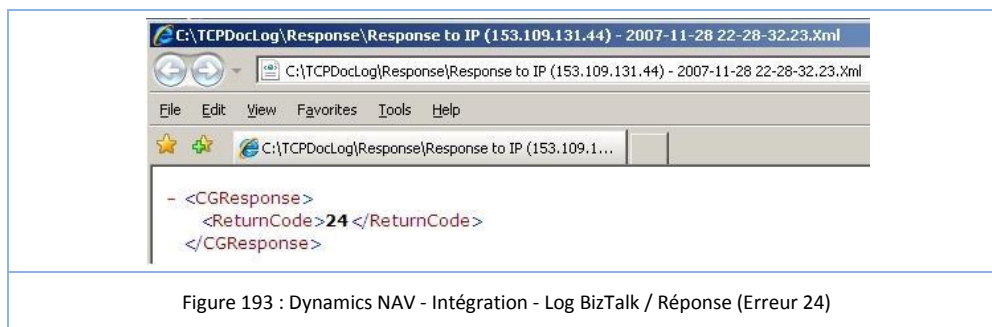 C:\TCPDocLog\Response\Response to IP (153.109.131.44) - 2007-11-28 22-28-32.23.Xml
C:\TCPDocLog\Response\Response to IP (153.109.131.44) - 2007-11-28 22-28-32.23.Xml
File Edit View Favorites Tools Help
C:\TCPDocLog\Response\Response to IP (153.109.1...
- <CGResponse>
<ReturnCode>24</ReturnCode>
</CGResponse>
Figure 193 : Dynamics NAV - Intégration - Log BizTalk / Réponse (Erreur 24)